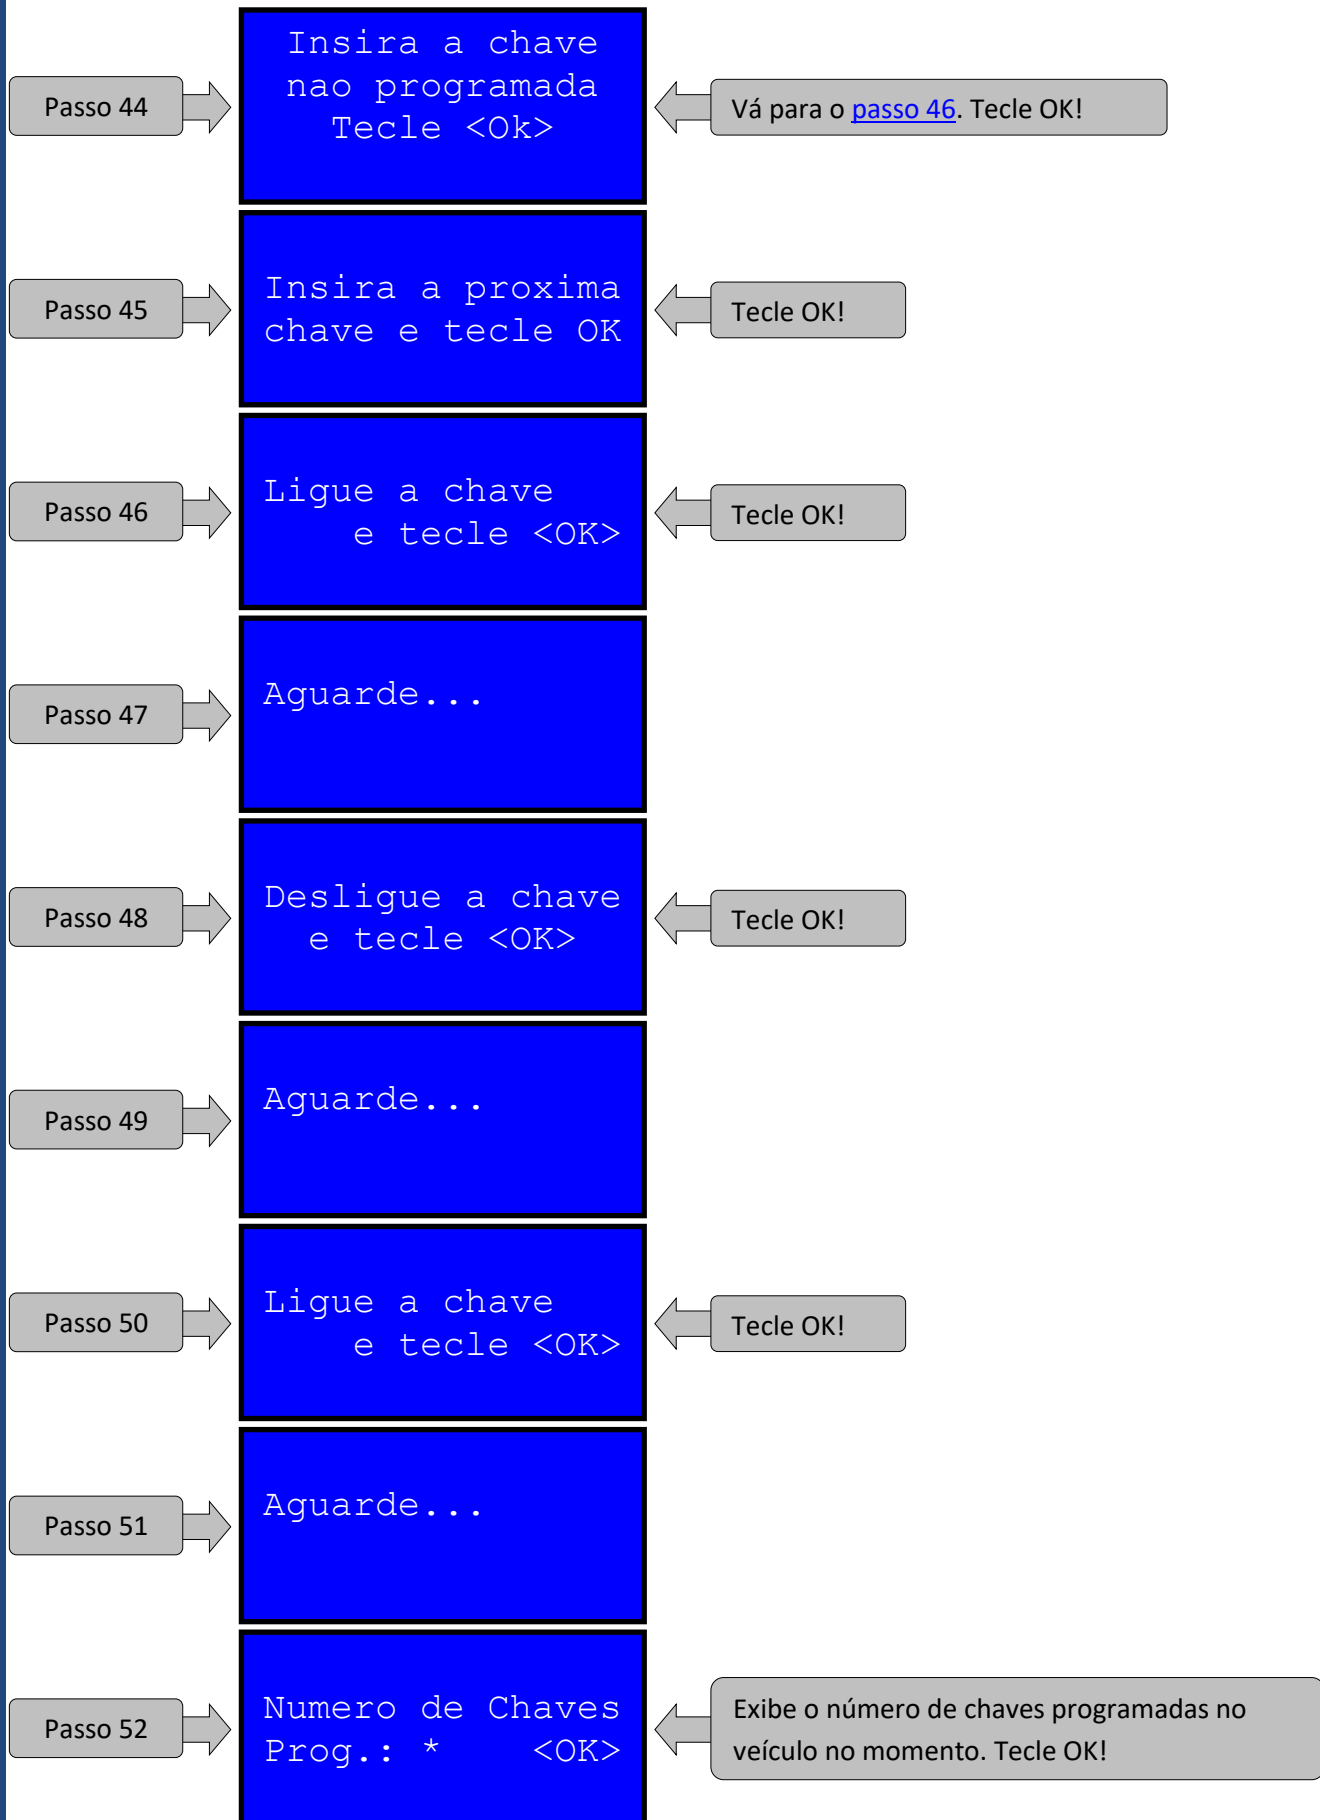 Passo 44
Insira a chave
nao programada
Tecle <Ok>
Vá para o passo 46. Tecle OK!
Passo 45
Insira a proxima
chave e tecle OK
Tecle OK!
Passo 46
Ligue a chave
e tecle <OK>
Tecle OK!
Passo 47
Aguarde...
Passo 48
Desligue a chave
e tecle <OK>
Tecle OK!
Passo 49
Aguarde...
Passo 50
Ligue a chave
e tecle <OK>
Tecle OK!
Passo 51
Aguarde...
Passo 52
Numero de Chaves
Prog.: * <OK>
Exibe o número de chaves programadas no
veículo no momento. Tecle OK!